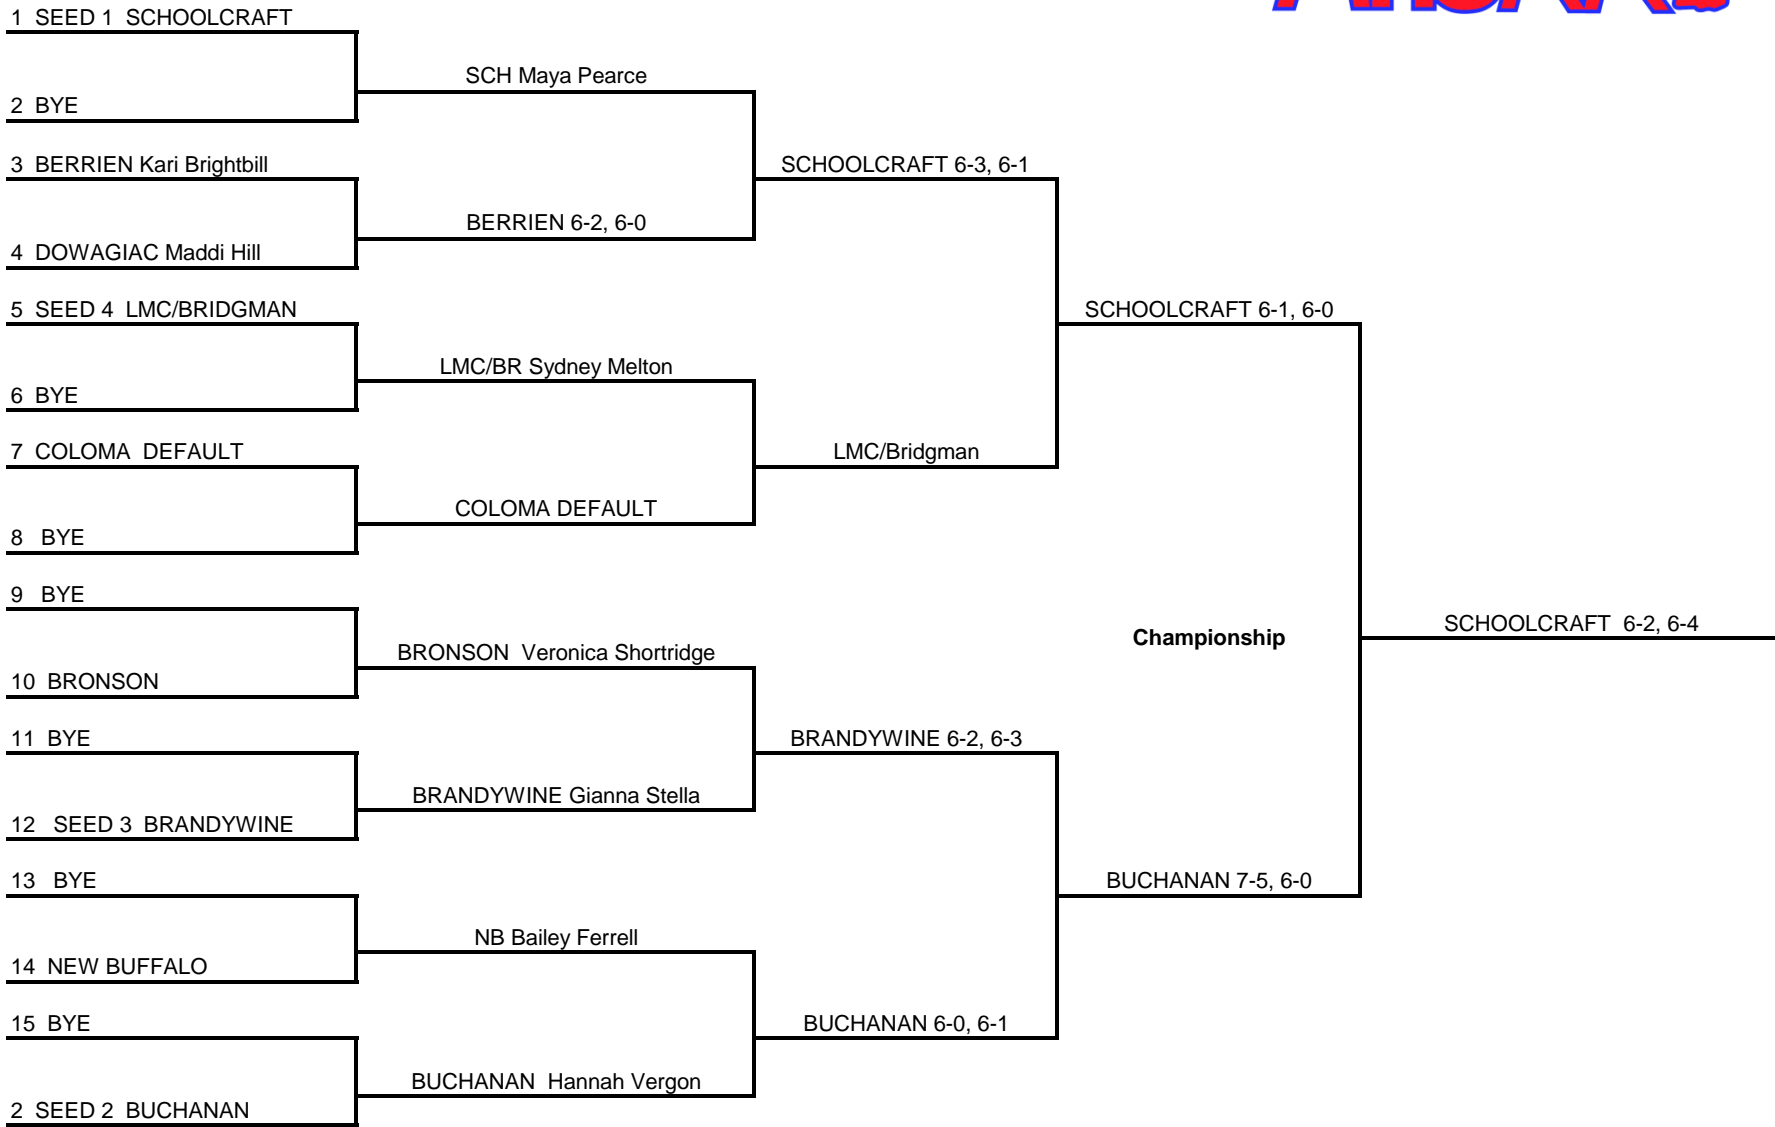 1 SEED 1 SCHOOLCRAFT
SCH Maya Pearce
2 BYE
3 BERRIEN Kari Brightbill
SCHOOLCRAFT 6-3, 6-1
BERRIEN 6-2, 6-0
4 DOWAGIAC Maddi Hill
5 SEED 4 LMC/BRIDGMAN
SCHOOLCRAFT 6-1, 6-0
LMC/BR Sydney Melton
6 BYE
7 COLOMA DEFAULT
LMC/Bridgman
COLOMA DEFAULT
8 BYE
9 BYE
SCHOOLCRAFT 6-2, 6-4
Championship
BRONSON Veronica Shortridge
10 BRONSON
11 BYE
BRANDYWINE 6-2, 6-3
BRANDYWINE Gianna Stella
12 SEED 3 BRANDYWINE
13 BYE
BUCHANAN 7-5, 6-0
NB Bailey Ferrell
14 NEW BUFFALO
15 BYE
BUCHANAN 6-0, 6-1
BUCHANAN Hannah Vergon
2 SEED 2 BUCHANAN